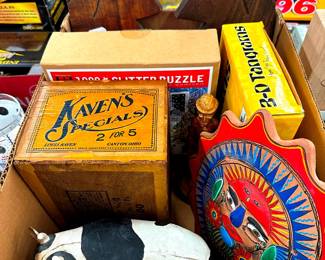 1000 GLITTER PUZZLE
KAVEN'S
SPECIALS
2 FOR 5
LOUIS KAVEN
CANTON, OHIO
3-D Tangrams
96